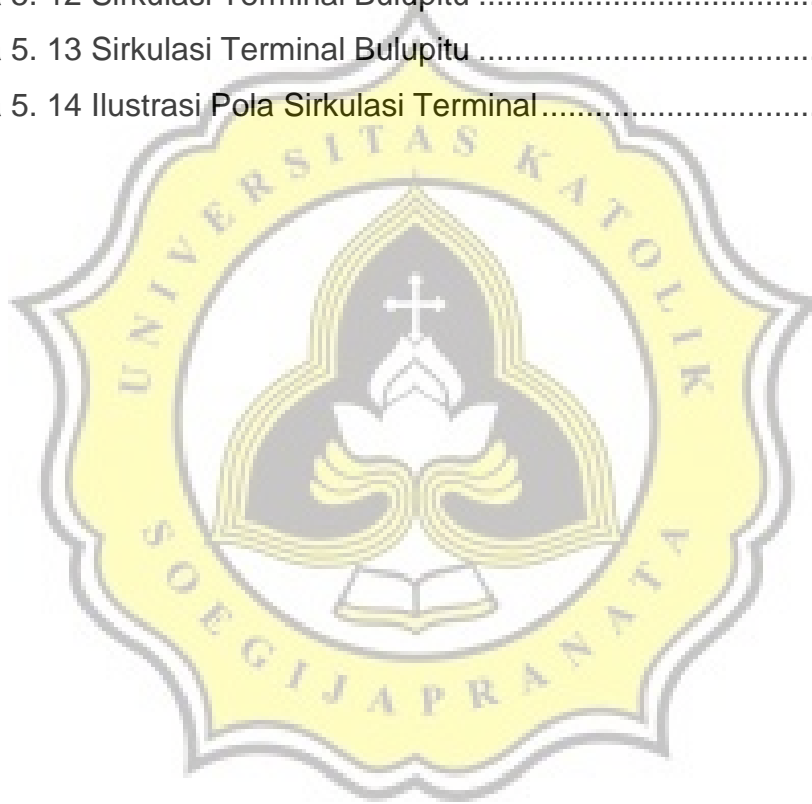 5. 12 Sirkulasi Terminal Bulupitu ....................................
5. 13 Sirkulasi Terminal Bulupitu ....................................
5. 14 Ilustrasi Pola Sirkulasi Terminal .............................
UNIVERSITAS KATOLIK
SOEGIJAPRANATA